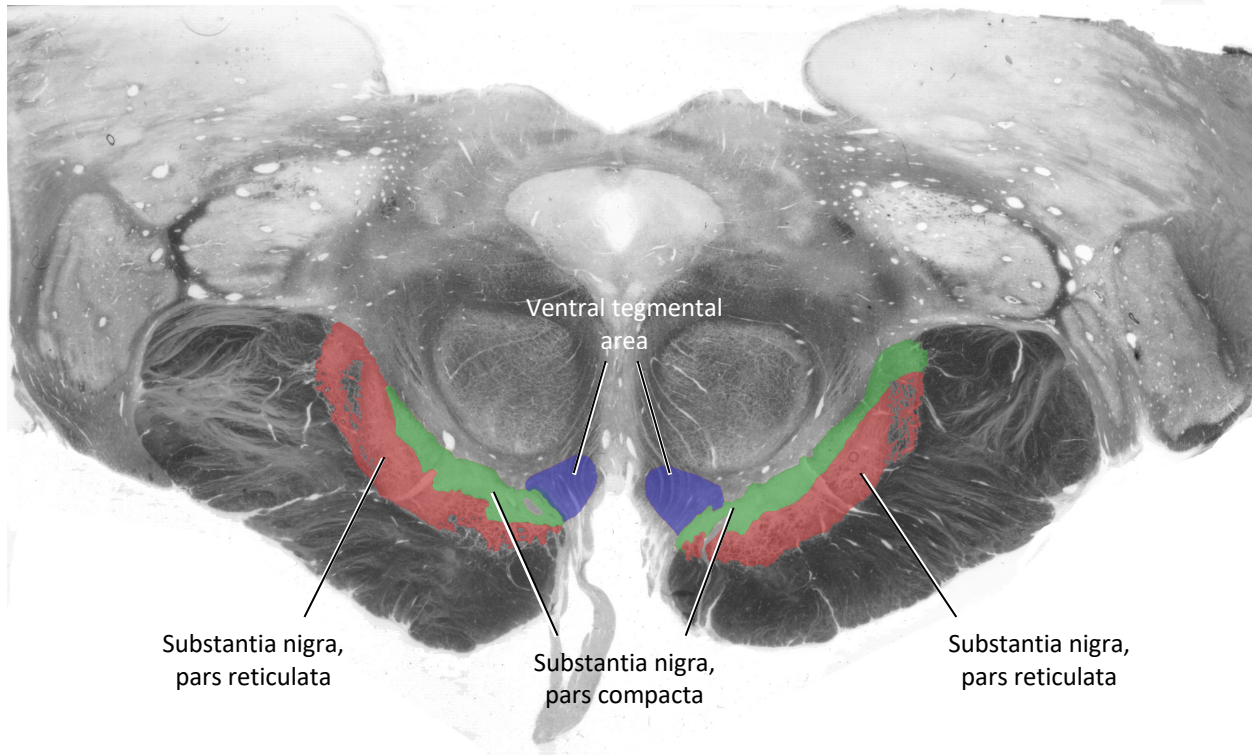 Ventral tegmental
area
Substantia nigra,
pars reticulata
Substantia nigra,
pars compacta
Substantia nigra,
pars reticulata